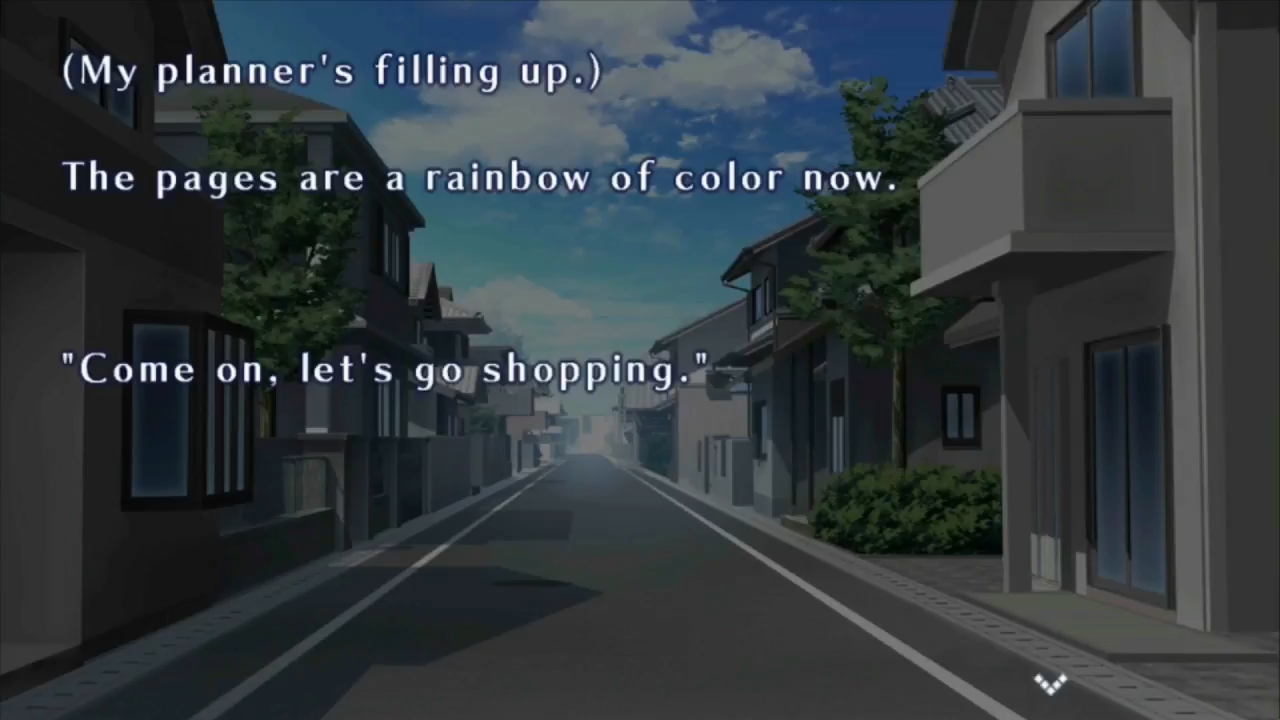 (My planner's filling up.)
The pages are a rainbow of color now.
"Come on, let's go shopping."